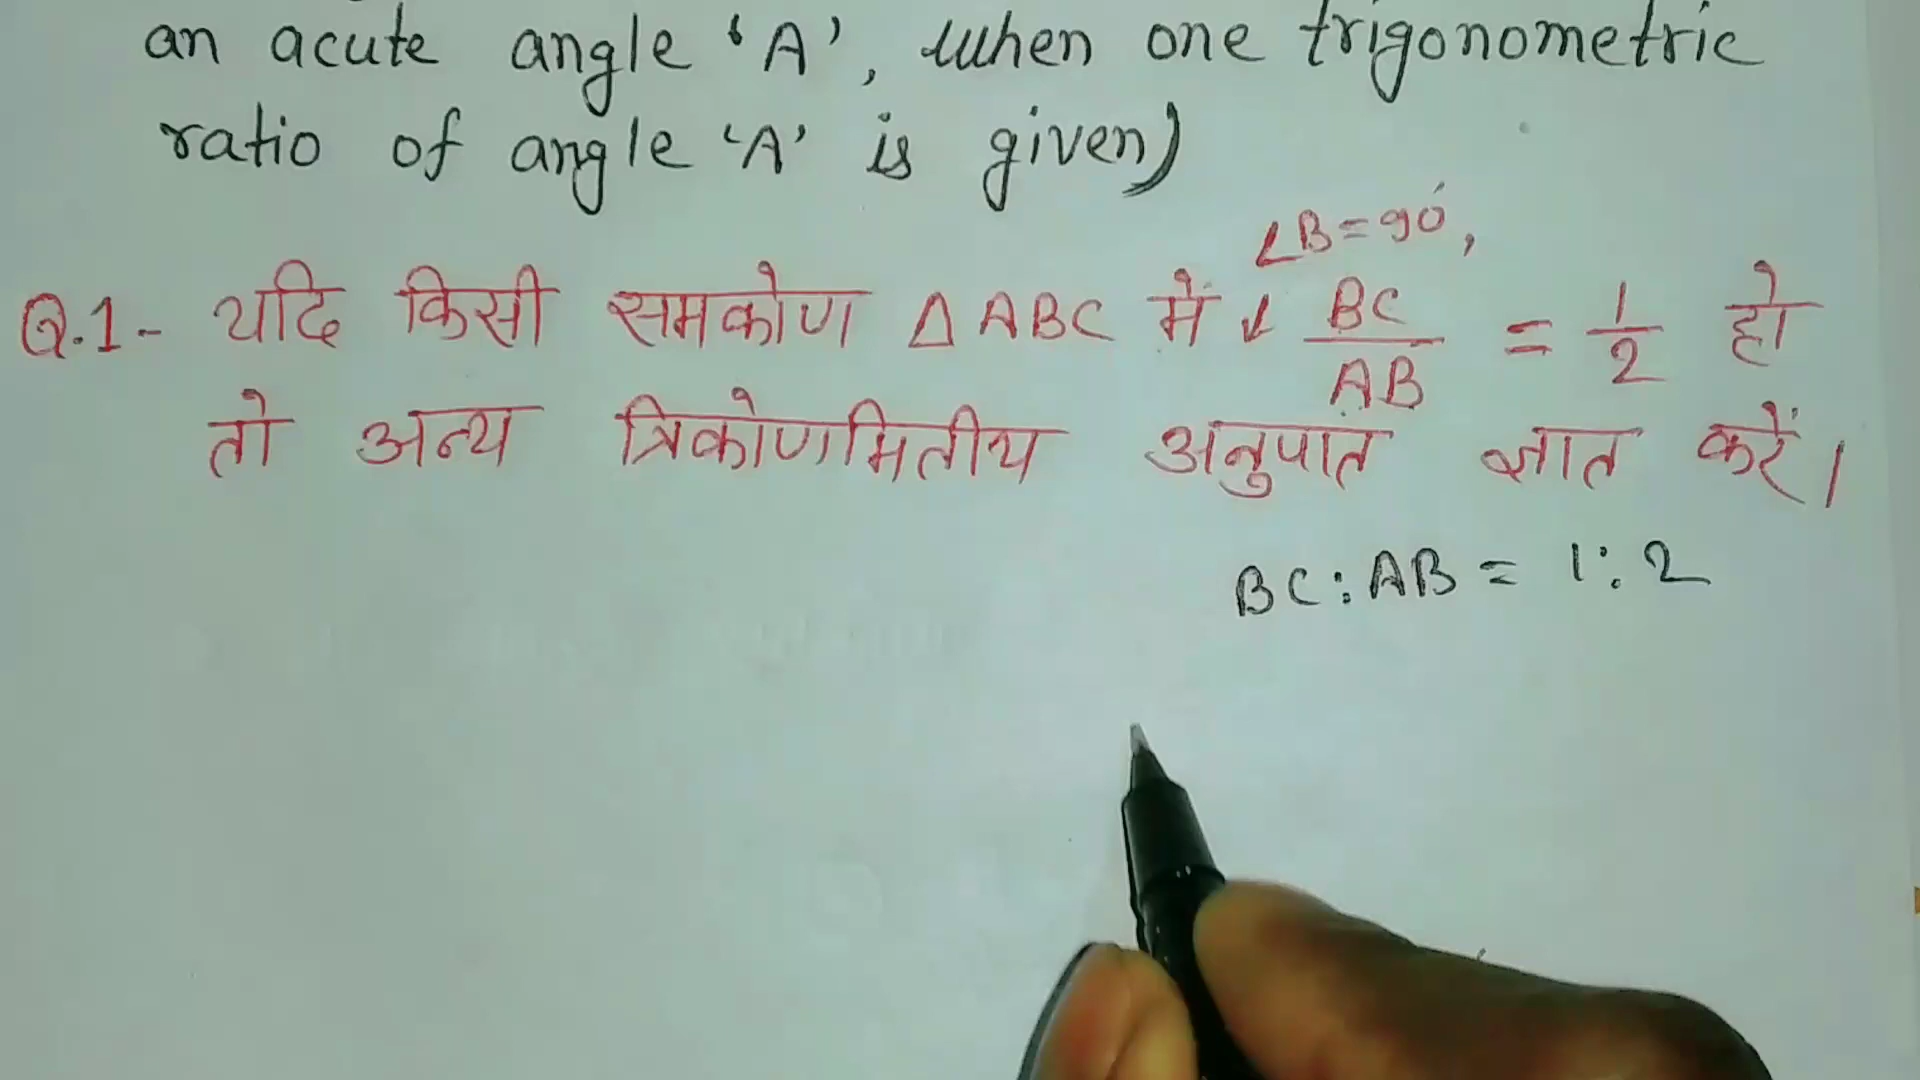 an acute angle ‘A’, when one trigonometric
ratio of angle ‘A’ is given)
∠B=90°,
Q.1- यदि किसी समकोण Δ ABC में ↓ BC/AB = 1/2 हो
तो अन्य त्रिकोणमितीय अनुपात ज्ञात करें।
BC:AB = 1:2